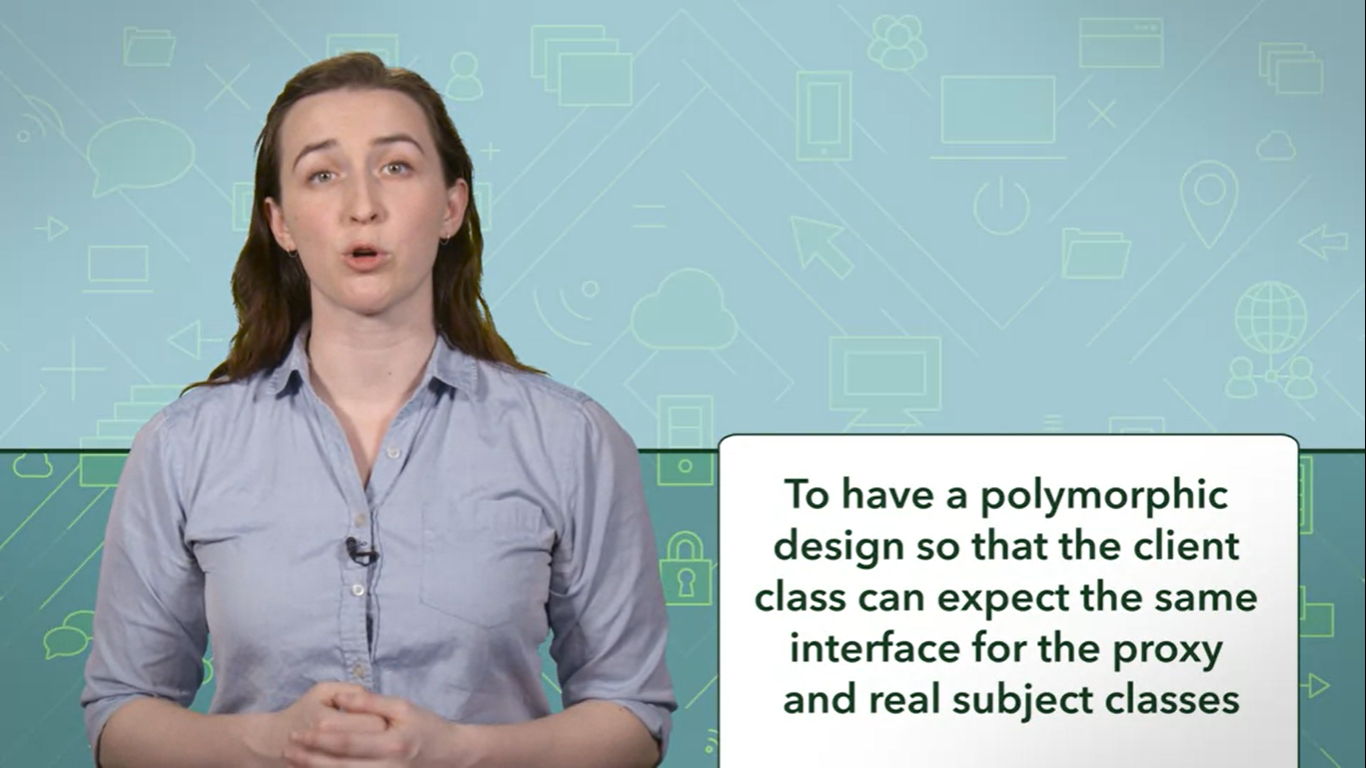 To have a polymorphic
design so that the client
class can expect the same
interface for the proxy
and real subject classes